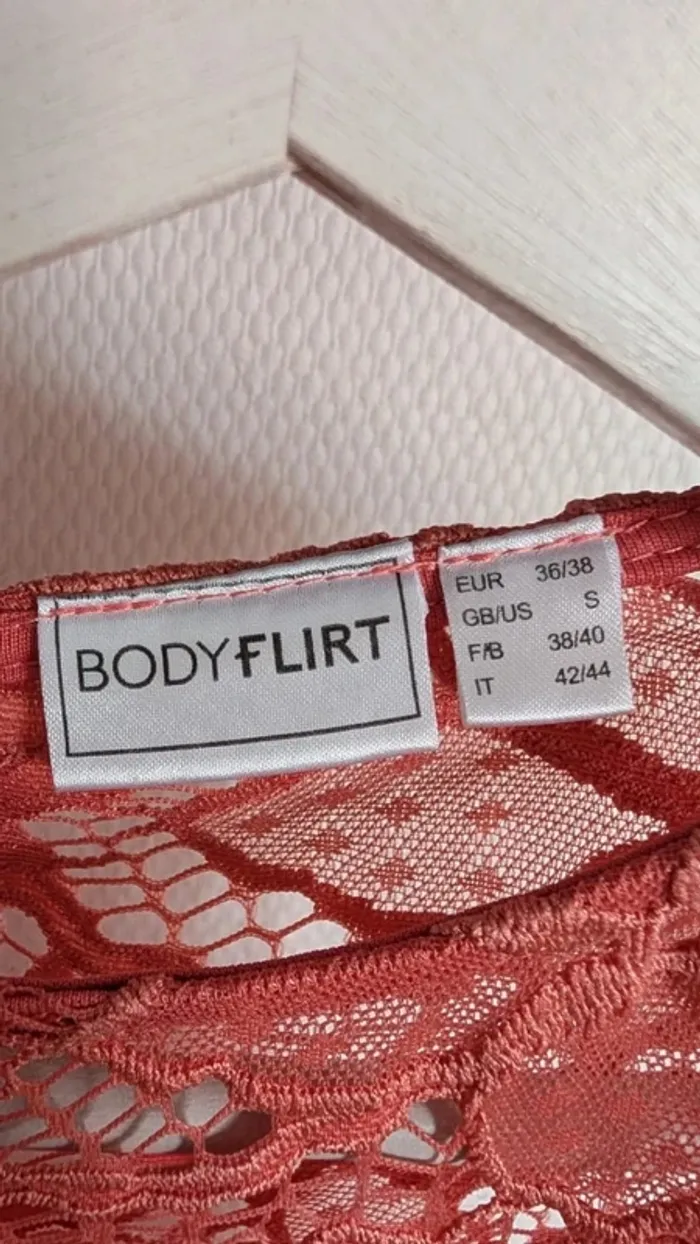 BODYFLIRT
EUR 36/38
GB/US S
F/B 38/40
IT 42/44